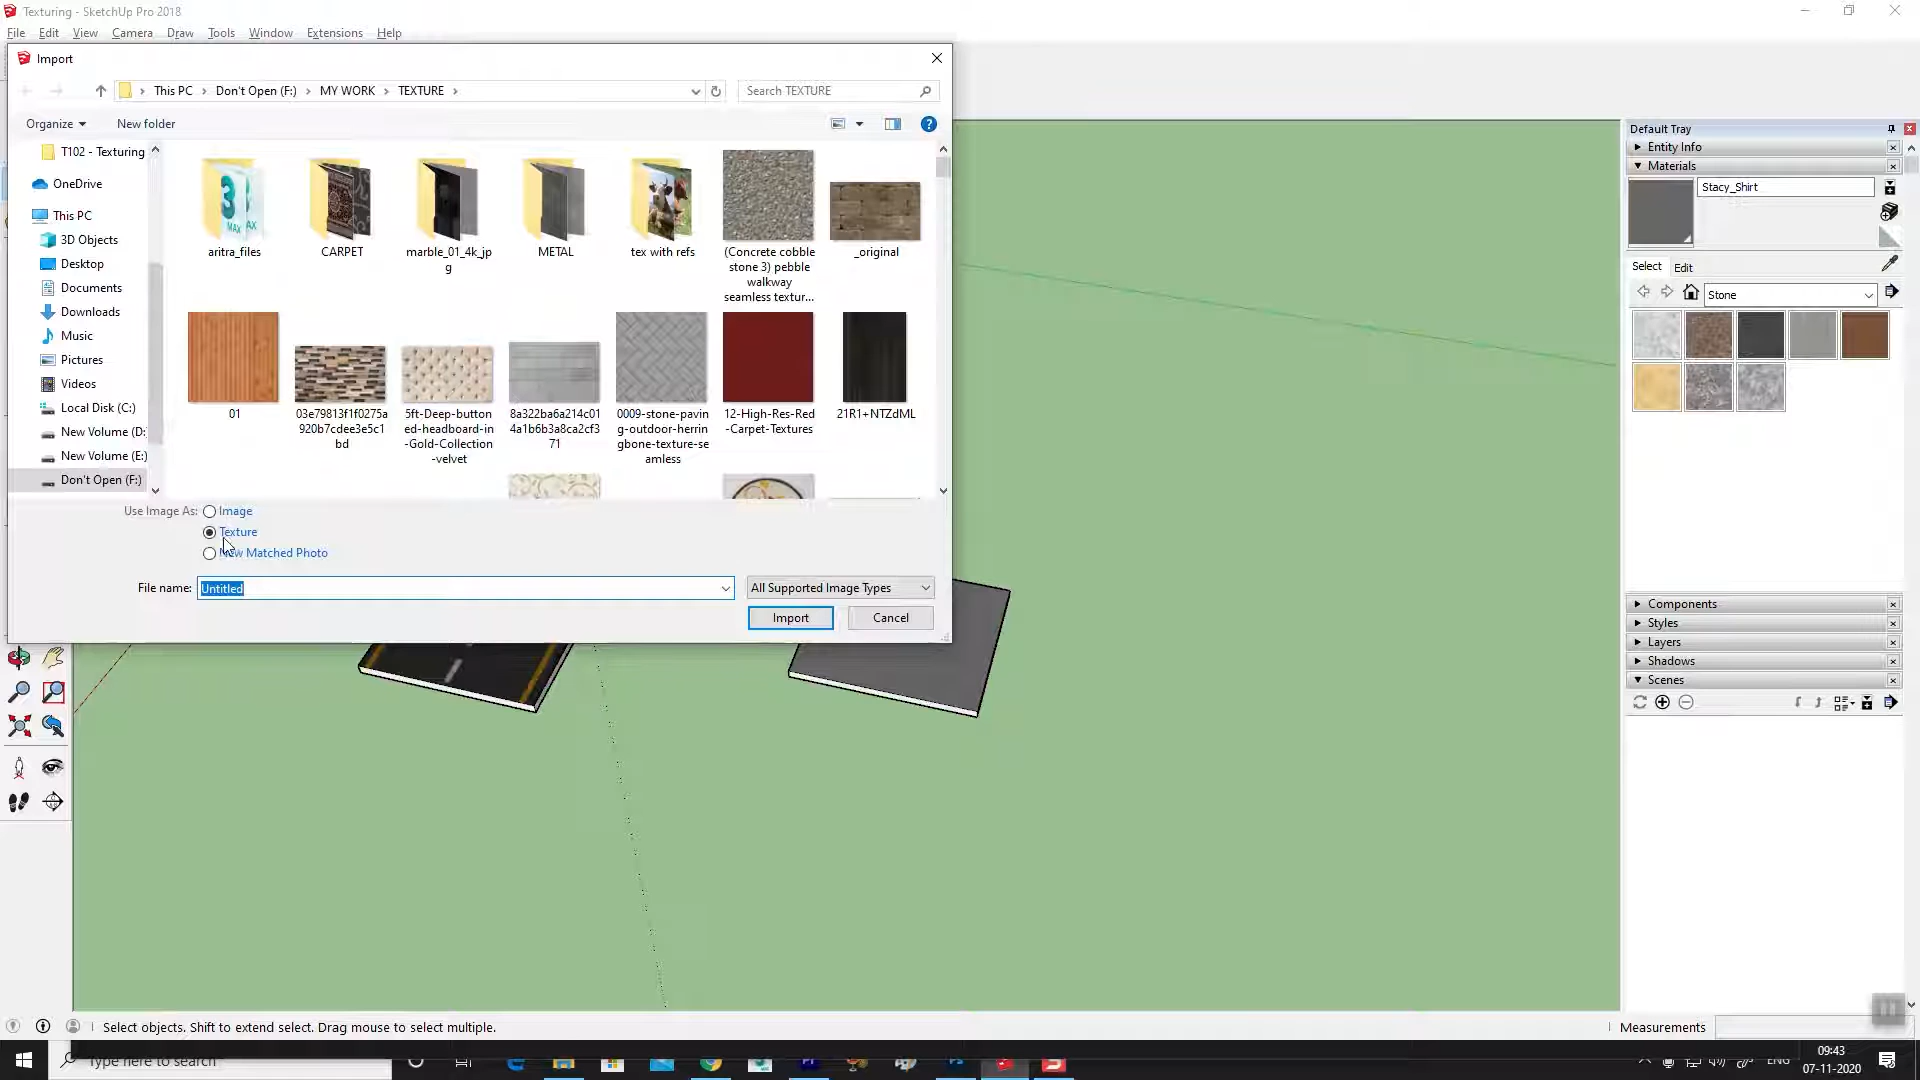 Texturing - SketchUp Pro 2018
File Edit View Camera Draw Tools Window Extensions Help
Import
This PC Don't Open (F:) MY WORK TEXTURE
Search TEXTURE
Organize New folder
T102 - Texturing
OneDrive
This PC
3D Objects
Desktop
Documents
Downloads
Music
Pictures
Videos
Local Disk (C:)
New Volume (D:
New Volume (E:)
Don't Open (F:)
aritra_files
CARPET
marble_01_4k_jp
g
METAL
tex with refs
(Concrete cobble
stone 3) pebble
walkway
seamless textur...
_original
01
03e79813f1f0275a
920b7cdee3e5c1
bd
5ft-Deep-button
ed-headboard-in
-Gold-Collection
-velvet
8a322ba6a214c01
4a1b6b3a8ca2cf3
71
0009-stone-pavin
g-outdoor-herrin
gbone-texture-se
amless
12-High-Res-Red
-Carpet-Textures
21R1+NTZdML
Use Image As: Image
Texture
New Matched Photo
File name: Untitled
All Supported Image Types
Import Cancel
Default Tray
Entity Info
Materials
Stacy_Shirt
Select Edit
Stone
Components
Styles
Layers
Shadows
Scenes
Select objects. Shift to extend select. Drag mouse to select multiple.
Measurements
Type here to search
ENG
09:43
07-11-2020